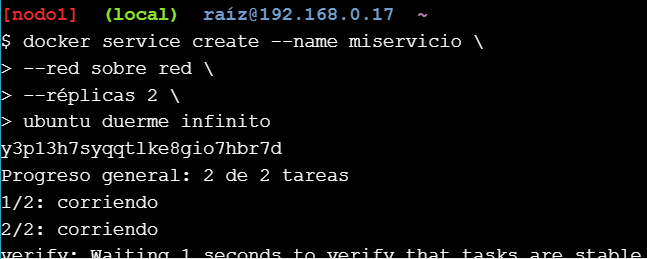 [nodo1] (local) raíz@192.168.0.17 ~
$ docker service create --name miservicio \
> --red sobre red \
> --réplicas 2 \
> ubuntu duerme infinito
y3p13h7syqqtlke8gio7hbr7d
Progreso general: 2 de 2 tareas
1/2: corriendo
2/2: corriendo
verify: Waiting 1 seconds to verify that tasks are stable